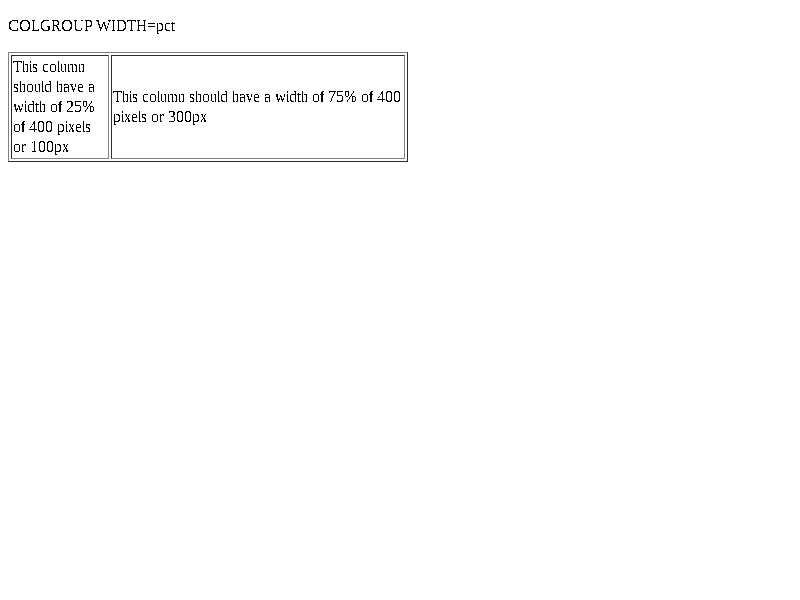 COLGROUP WIDTH=pct
This column
should have a
width of 25%
of 400 pixels
or 100px
This column should have a width of 75% of 400
pixels or 300px